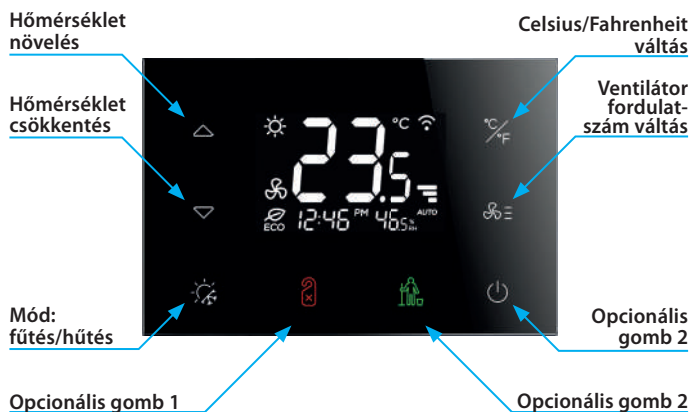 Hőmérséklet
növelés
Celsius/Fahrenheit
váltás
Hőmérséklet
csökkentés
Ventilátor
fordulat-
szám váltás
°C
23.5
°C/°F
ECO
12:46 PM
46.5% RH
AUTO
Mód:
fűtés/hűtés
Opcionális
gomb 2
Opcionális gomb 1
Opcionális gomb 2